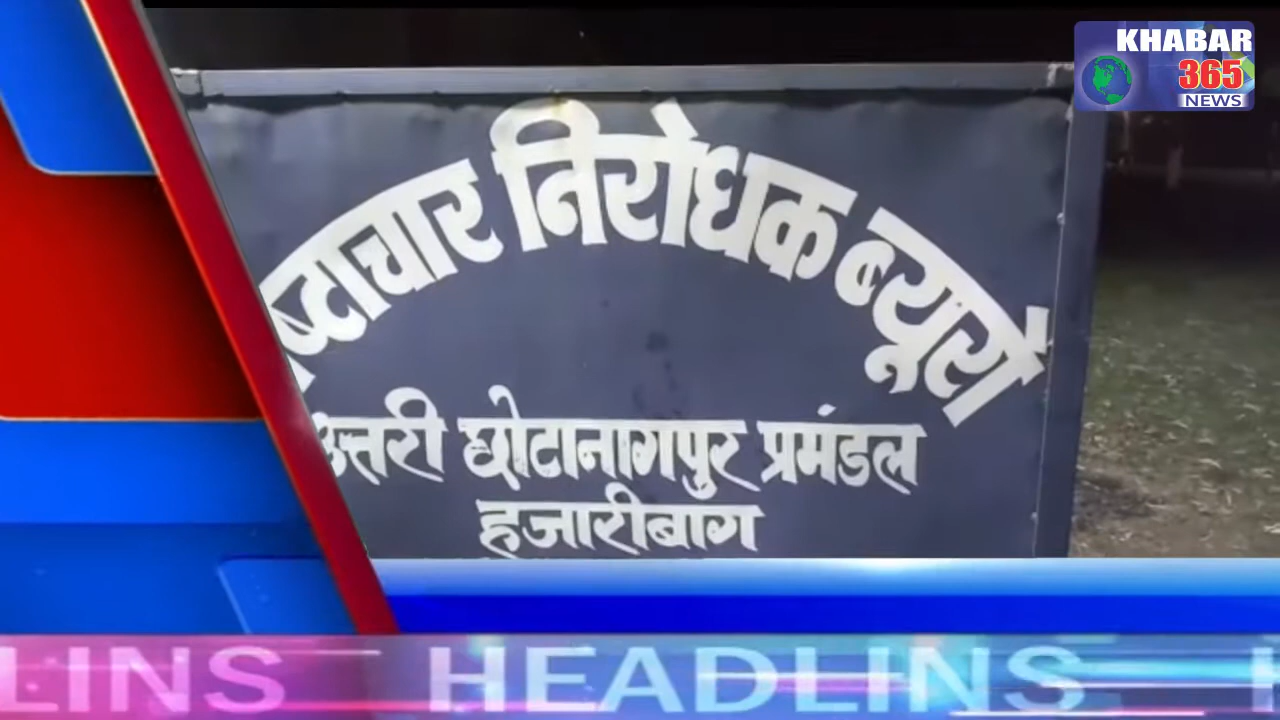 KHABAR
365
NEWS
ष्टाचार निरोधक ब्यूरो
उत्तरी छोटानागपुर प्रमंडल
हजारीबाग
LINS HEADLINS H